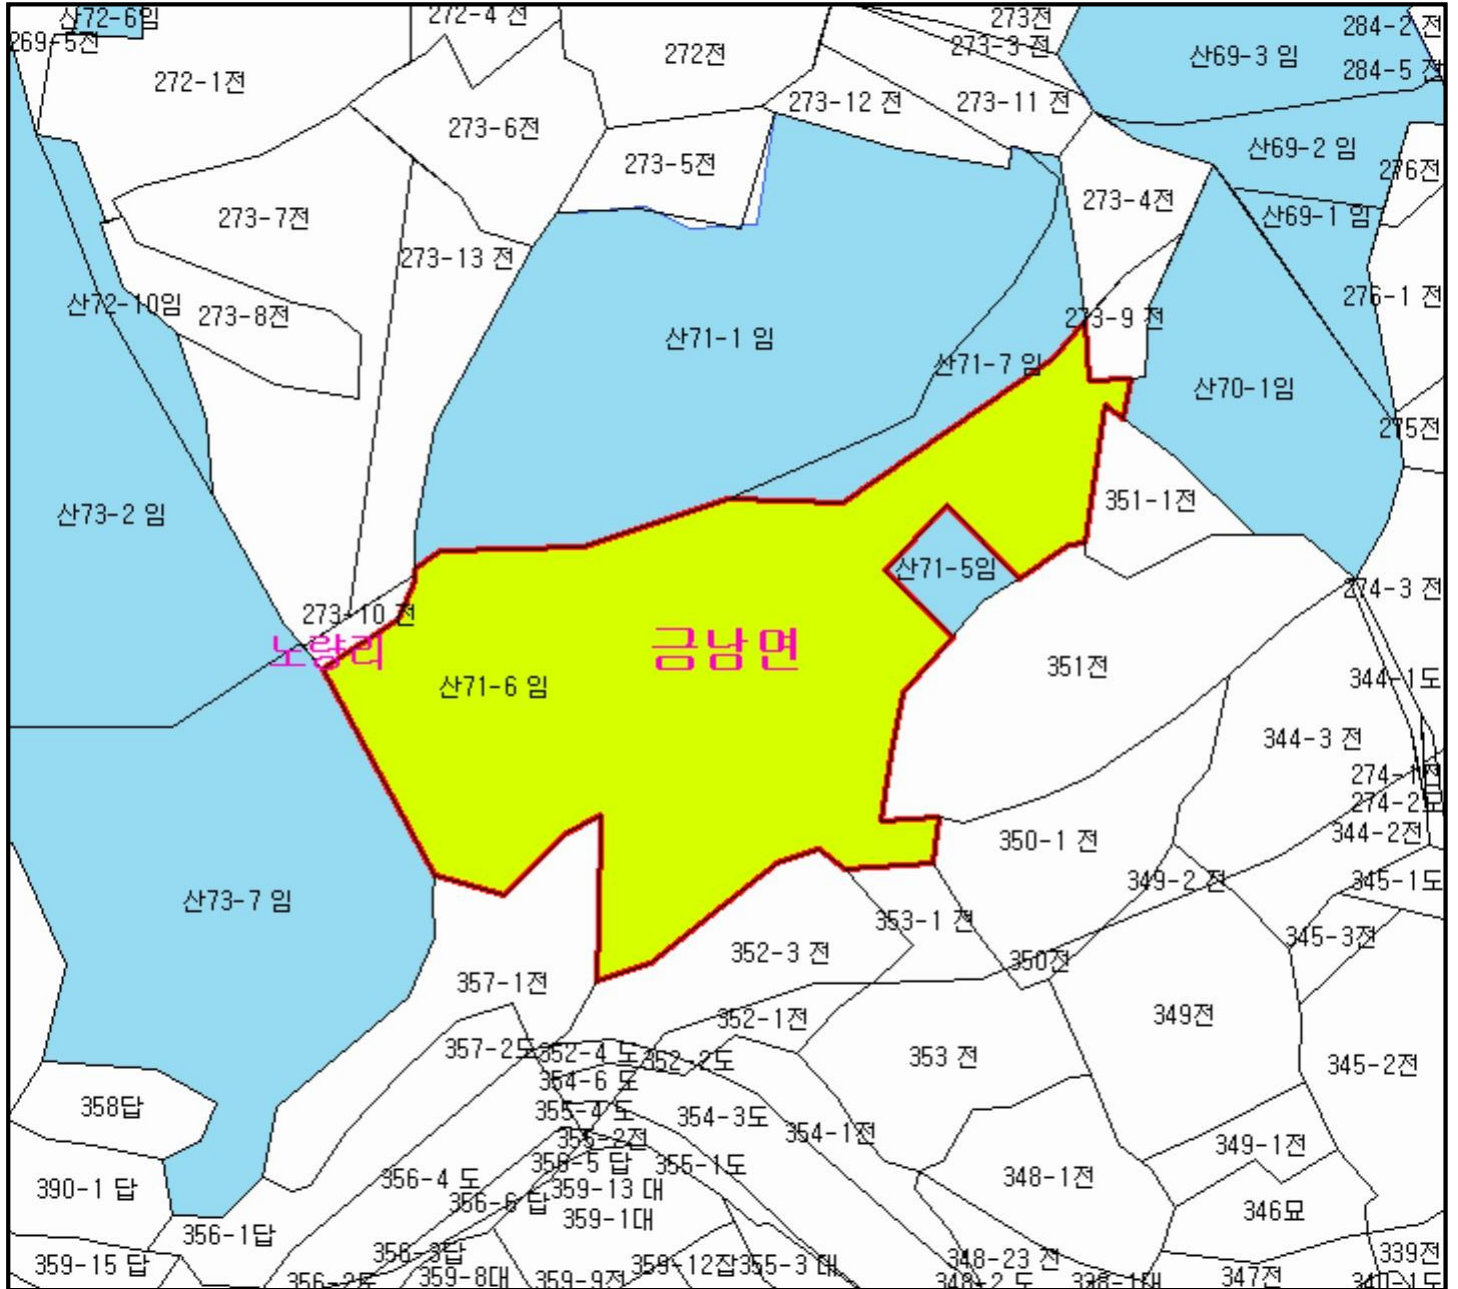 산72-6임
272-4 전
273전
284-2 전
269-5전
272전
273-3 전
산69-3 임
272-1전
284-5 전
273-12 전
273-11 전
273-6전
273-5전
산69-2 임
276전
273-7전
273-4전
산69-1 임
273-13 전
276-1 전
산72-10임
273-8전
273-9 전
산71-1 임
산71-7 임
산70-1임
275전
351-1전
산73-2 임
산71-5임
274-3 전
273-10 전
노량리
금남면
351전
344-1도
산71-6 임
344-3 전
274-1전
274-2도
344-2전
350-1 전
349-2 전
345-1도
산73-7 임
353-1 전
345-3전
352-3 전
350전
357-1전
352-1전
349전
357-2도
352-4 도
352-2도
353 전
345-2전
354-6 도
358답
355-4 도
354-3도
354-1전
355-2전
349-1전
356-5 답
355-1도
348-1전
390-1 답
356-4 도
359-13 대
356-6 답
359-1대
346묘
356-1답
356-3답
348-23 전
339전
359-15 답
359-12잡
355-3 대
356-2도
359-8대
359-9전
348-2 도
338-1대
347전
340-1도